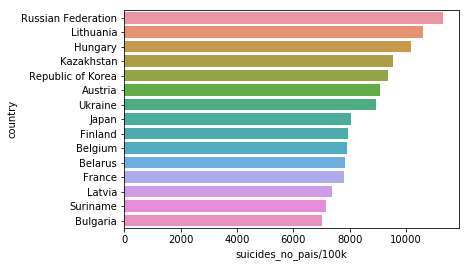 Russian Federation
Lithuania
Hungary
Kazakhstan
Republic of Korea
Austria
Ukraine
Japan
Finland
Belgium
Belarus
France
Latvia
Suriname
Bulgaria
country
0 2000 4000 6000 8000 10000
suicides_no_pais/100k